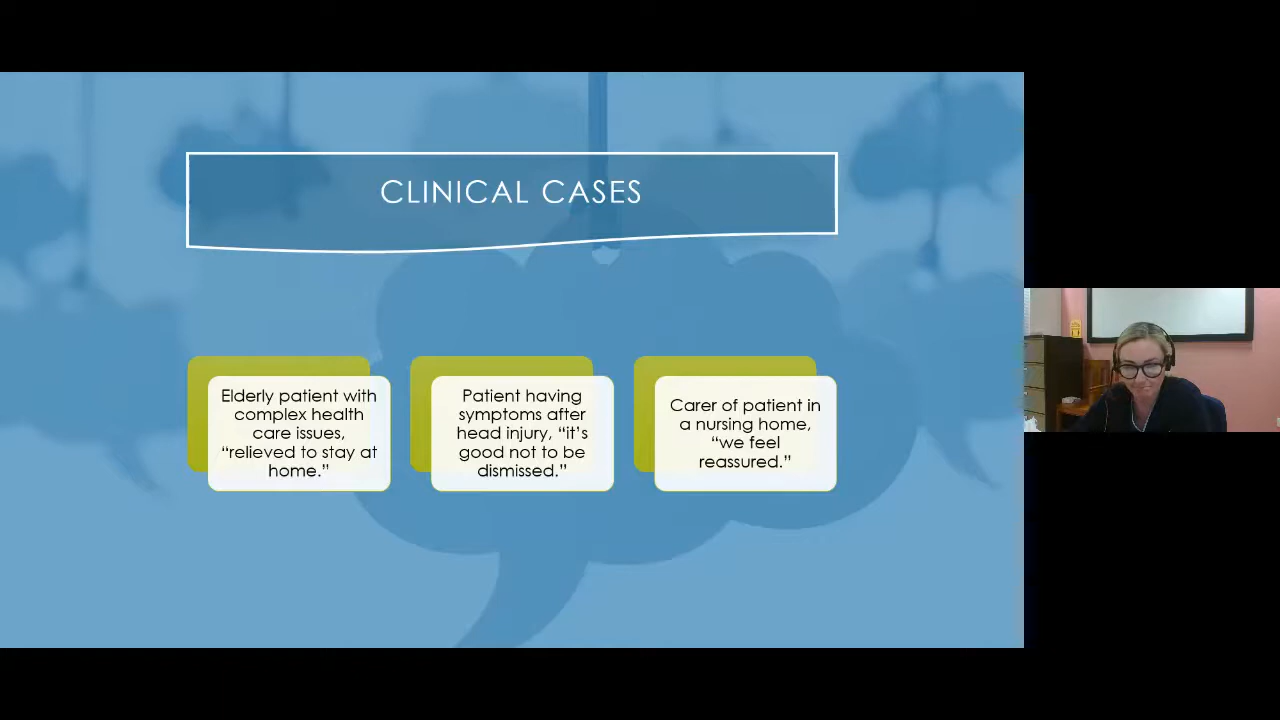 CLINICAL CASES
Elderly patient with
complex health
care issues,
“relieved to stay at
home.”
Patient having
symptoms after
head injury, “it’s
good not to be
dismissed.”
Carer of patient in
a nursing home,
“we feel
reassured.”